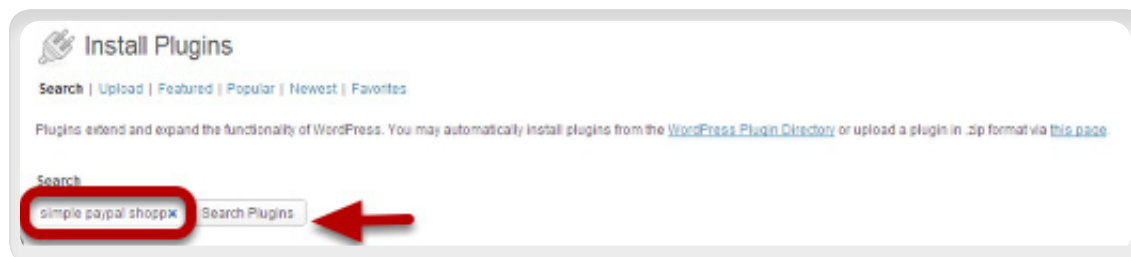 Install Plugins
Search | Upload | Featured | Popular | Newest | Favorites
Plugins extend and expand the functionality of WordPress. You may automatically install plugins from the WordPress Plugin Directory or upload a plugin in .zip format via this page.
Search
simple paypal shopp× Search Plugins